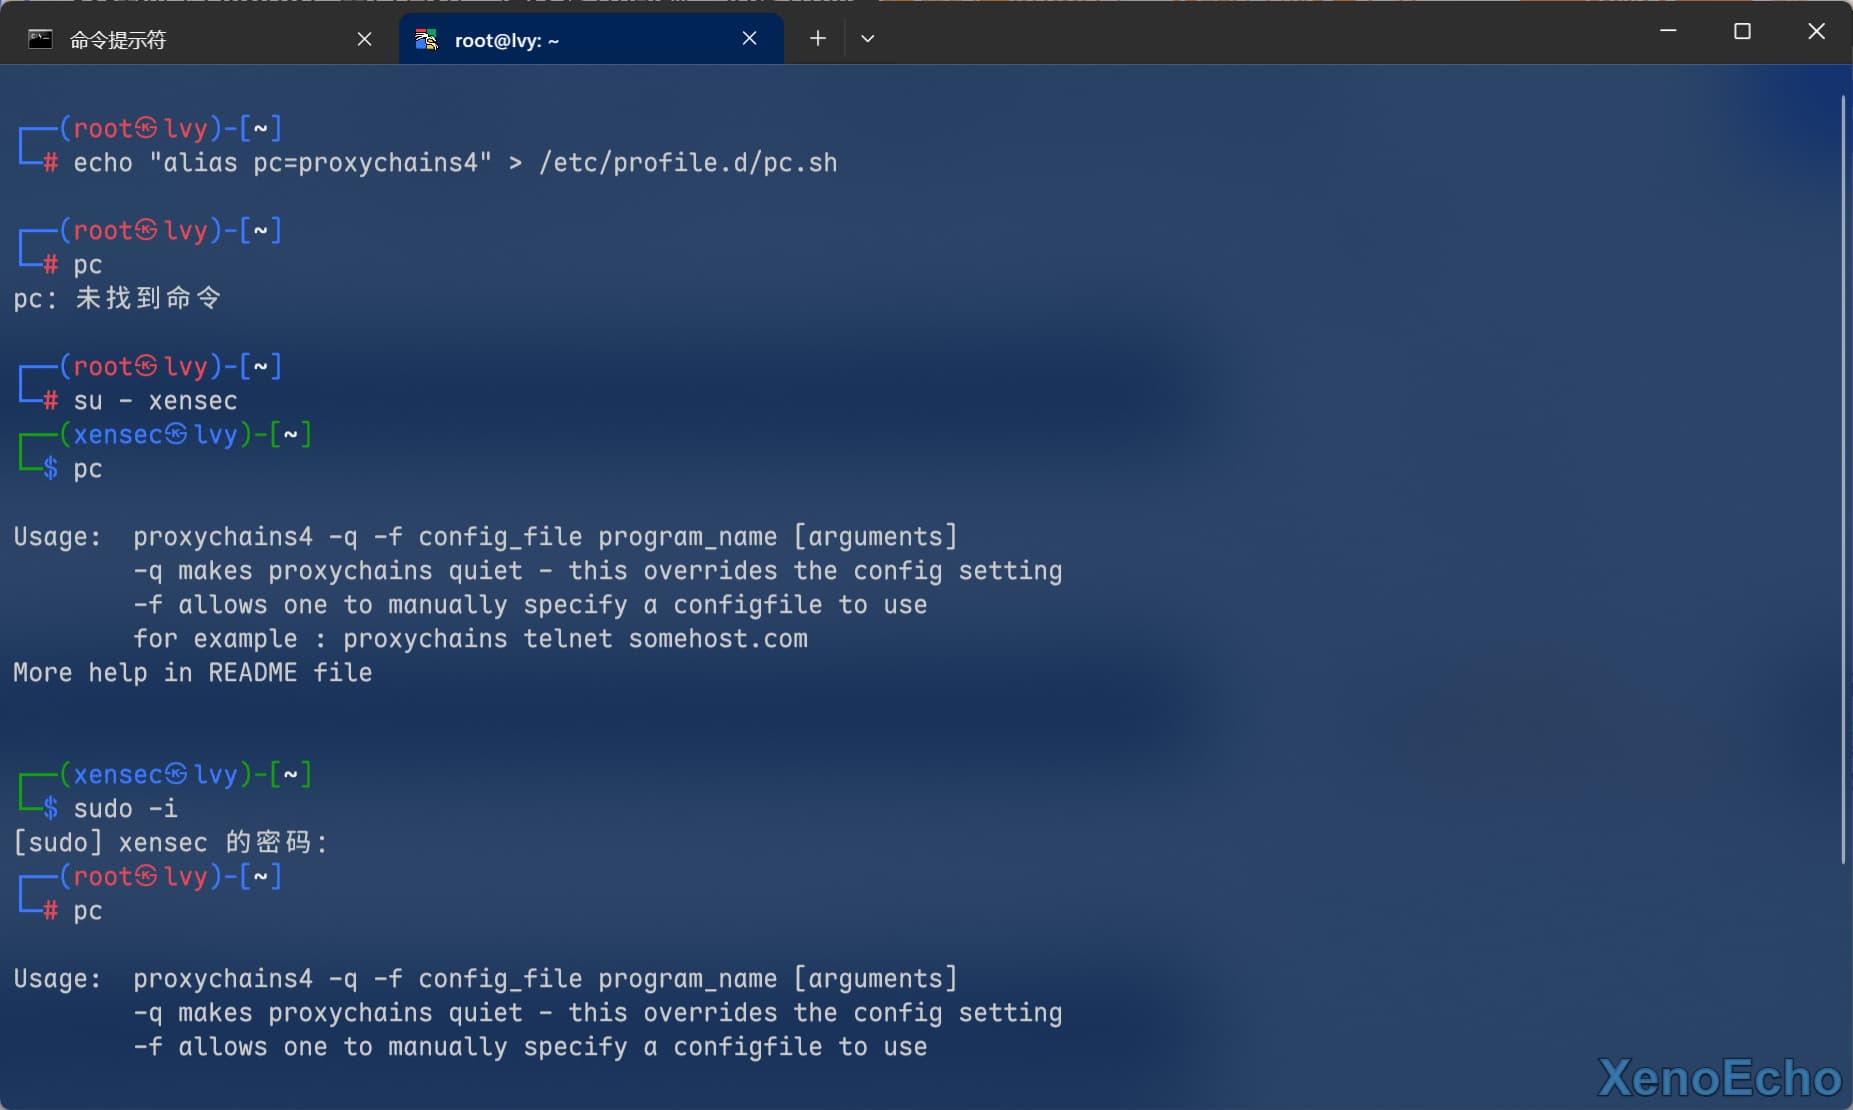 命令提示符
root@lvy: ~
┌──(root㉿lvy)-[~]
└─# echo "alias pc=proxychains4" > /etc/profile.d/pc.sh
┌──(root㉿lvy)-[~]
└─# pc
pc: 未找到命令
┌──(root㉿lvy)-[~]
└─# su - xensec
┌──(xensec㉿lvy)-[~]
└─$ pc
Usage:  proxychains4 -q -f config_file program_name [arguments]
        -q makes proxychains quiet - this overrides the config setting
        -f allows one to manually specify a configfile to use
        for example : proxychains telnet somehost.com
More help in README file
┌──(xensec㉿lvy)-[~]
└─$ sudo -i
[sudo] xensec 的密码:
┌──(root㉿lvy)-[~]
└─# pc
Usage:  proxychains4 -q -f config_file program_name [arguments]
        -q makes proxychains quiet - this overrides the config setting
        -f allows one to manually specify a configfile to use
XenoEcho